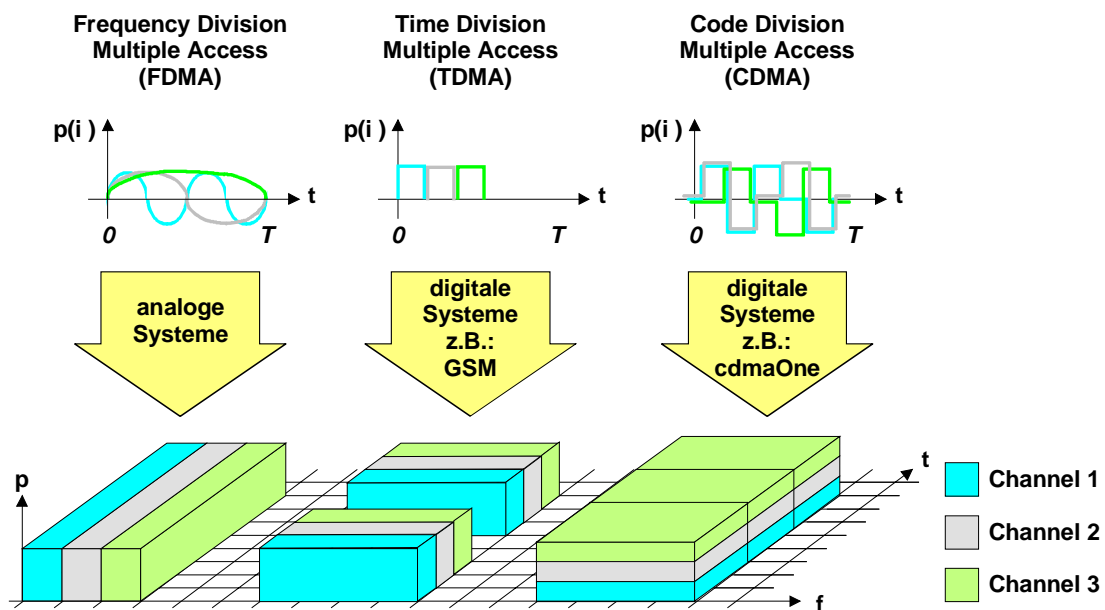 Frequency Division
Multiple Access
(FDMA)
Time Division
Multiple Access
(TDMA)
Code Division
Multiple Access
(CDMA)
p(i )
t
0
T
p(i )
t
0
T
p(i )
t
0
T
analoge
Systeme
digitale
Systeme
z.B.:
GSM
digitale
Systeme
z.B.:
cdmaOne
p
t
f
Channel 1
Channel 2
Channel 3